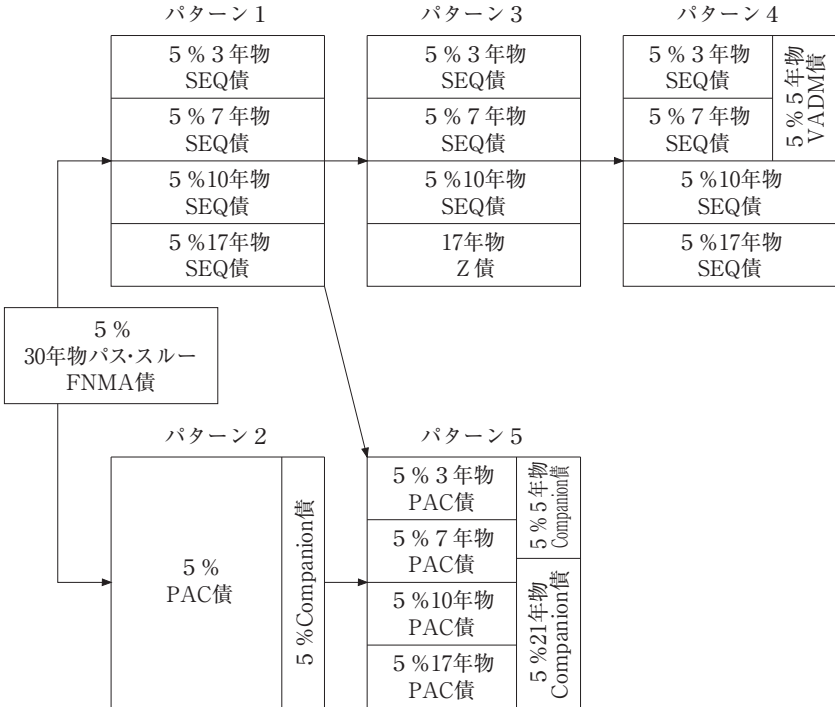 パターン１
５％３年物
SEQ債
５％７年物
SEQ債
５％10年物
SEQ債
５％17年物
SEQ債
パターン３
５％３年物
SEQ債
５％７年物
SEQ債
５％10年物
SEQ債
17年物
Ｚ債
パターン４
５％３年物
SEQ債
５％７年物
SEQ債
５％５年物
VADM債
５％10年物
SEQ債
５％17年物
SEQ債
５％
30年物パス・スルー
FNMA債
パターン２
５％
PAC債
５％Companion債
パターン５
５％３年物
PAC債
５％７年物
PAC債
５％10年物
PAC債
５％17年物
PAC債
５％５年物
Companion債
５％21年物
Companion債